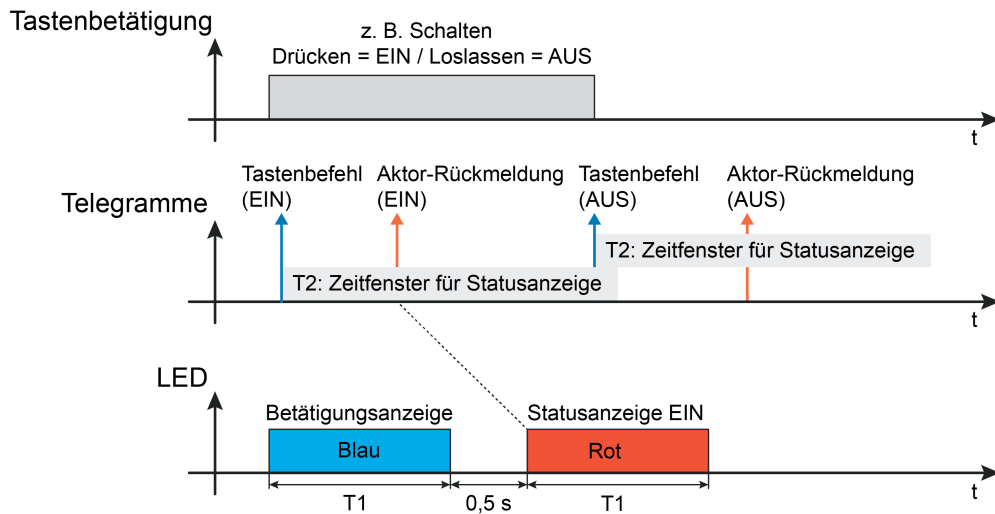 Tastenbetätigung
z. B. Schalten
Drücken = EIN / Loslassen = AUS
t
Telegramme
Tastenbefehl
(EIN)
Aktor-Rückmeldung
(EIN)
Tastenbefehl
(AUS)
Aktor-Rückmeldung
(AUS)
T2: Zeitfenster für Statusanzeige
T2: Zeitfenster für Statusanzeige
t
LED
Betätigungsanzeige
Statusanzeige EIN
Blau
Rot
T1
0,5 s
T1
t